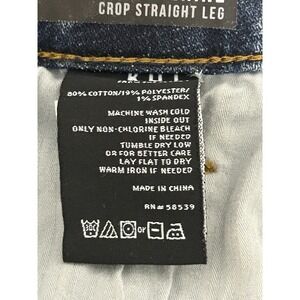 CROP STRAIGHT LEG
80% COTTON/19% POLYESTER/
1% SPANDEX
MACHINE WASH COLD
INSIDE OUT
ONLY NON-CHLORINE BLEACH
IF NEEDED
TUMBLE DRY LOW
OR FOR BETTER CARE
LAY FLAT TO DRY
WARM IRON IF NEEDED
MADE IN CHINA
RN# 58539
or